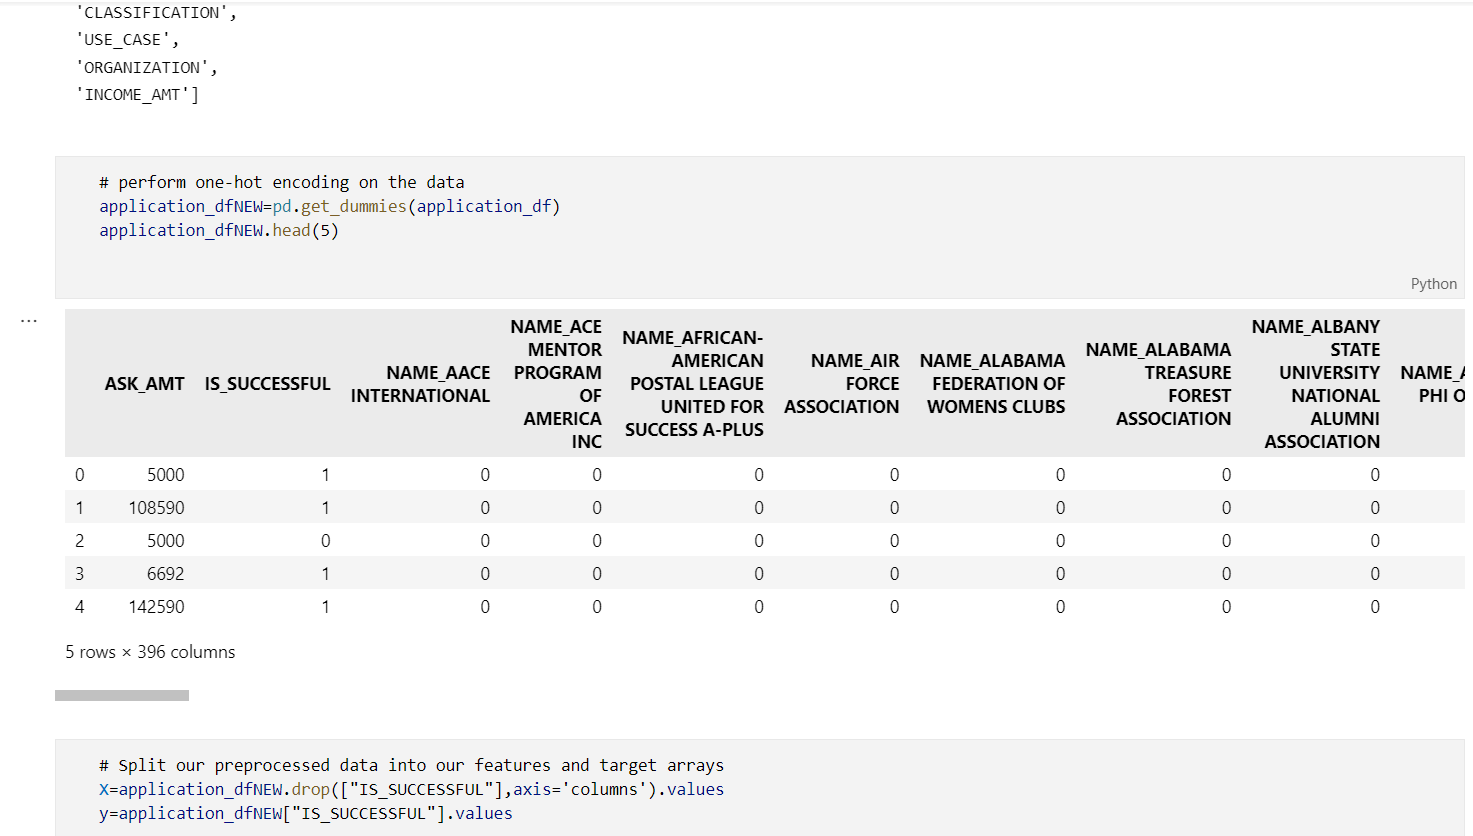 'CLASSIFICATION',
'USE_CASE',
'ORGANIZATION',
'INCOME_AMT']
# perform one-hot encoding on the data
application_dfNEW=pd.get_dummies(application_df)
application_dfNEW.head(5)
Python
...
ASK_AMT IS_SUCCESSFUL NAME_AACE INTERNATIONAL NAME_ACE MENTOR PROGRAM OF AMERICA INC NAME_AFRICAN-AMERICAN POSTAL LEAGUE UNITED FOR SUCCESS A-PLUS NAME_AIR FORCE ASSOCIATION NAME_ALABAMA FEDERATION OF WOMENS CLUBS NAME_ALABAMA TREASURE FOREST ASSOCIATION NAME_ALBANY STATE UNIVERSITY NATIONAL ALUMNI ASSOCIATION NAME_A PHI O
0 5000 1 0 0 0 0 0 0 0
1 108590 1 0 0 0 0 0 0 0
2 5000 0 0 0 0 0 0 0 0
3 6692 1 0 0 0 0 0 0 0
4 142590 1 0 0 0 0 0 0 0
5 rows × 396 columns
# Split our preprocessed data into our features and target arrays
X=application_dfNEW.drop(["IS_SUCCESSFUL"],axis='columns').values
y=application_dfNEW["IS_SUCCESSFUL"].values